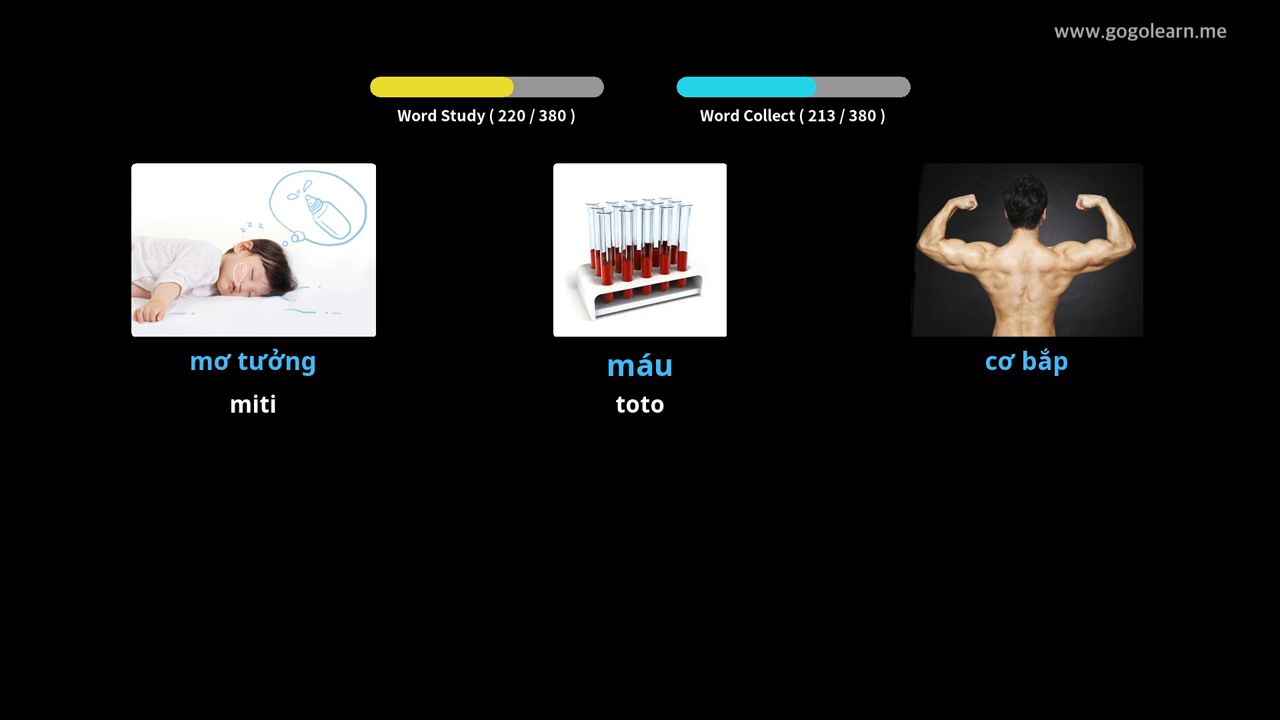 www.gogolearn.me
Word Study ( 220 / 380 )
Word Collect ( 213 / 380 )
z z z
mơ tưởng
máu
cơ bắp
miti
toto